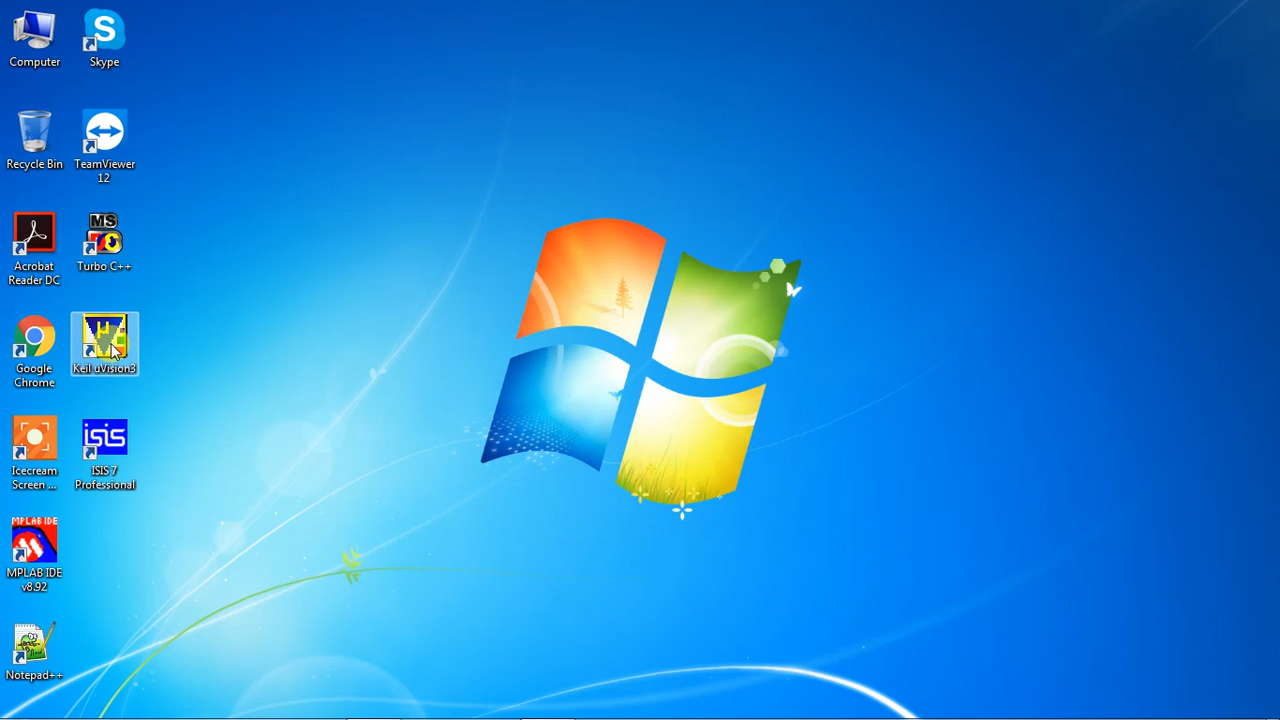 Computer
Skype
Recycle Bin
TeamViewer
12
Acrobat
Reader DC
MS
Turbo C++
Google
Chrome
Keil uVision3
Icecream
Screen ...
isis
ISIS 7
Professional
MPLAB IDE
MPLAB IDE
v8.92
Notepad++